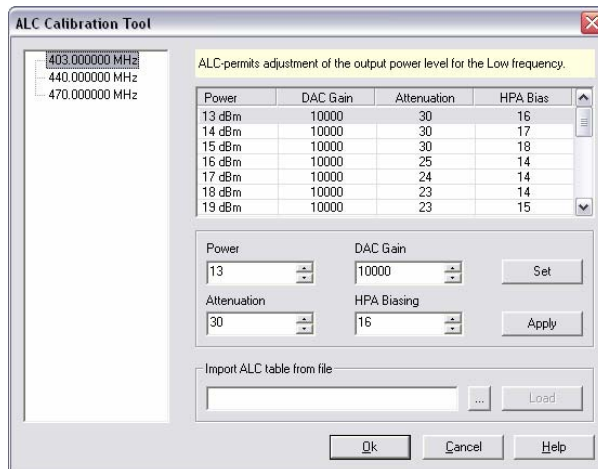 ALC Calibration Tool
403.000000 MHz
440.000000 MHz
470.000000 MHz
ALC-permits adjustment of the output power level for the Low frequency.
Power DAC Gain Attenuation HPA Bias
13 dBm 10000 30 16
14 dBm 10000 30 17
15 dBm 10000 30 18
16 dBm 10000 25 14
17 dBm 10000 24 14
18 dBm 10000 23 14
19 dBm 10000 23 15
Power DAC Gain
13 10000 Set
Attenuation HPA Biasing
30 16 Apply
Import ALC table from file
... Load
Ok Cancel Help